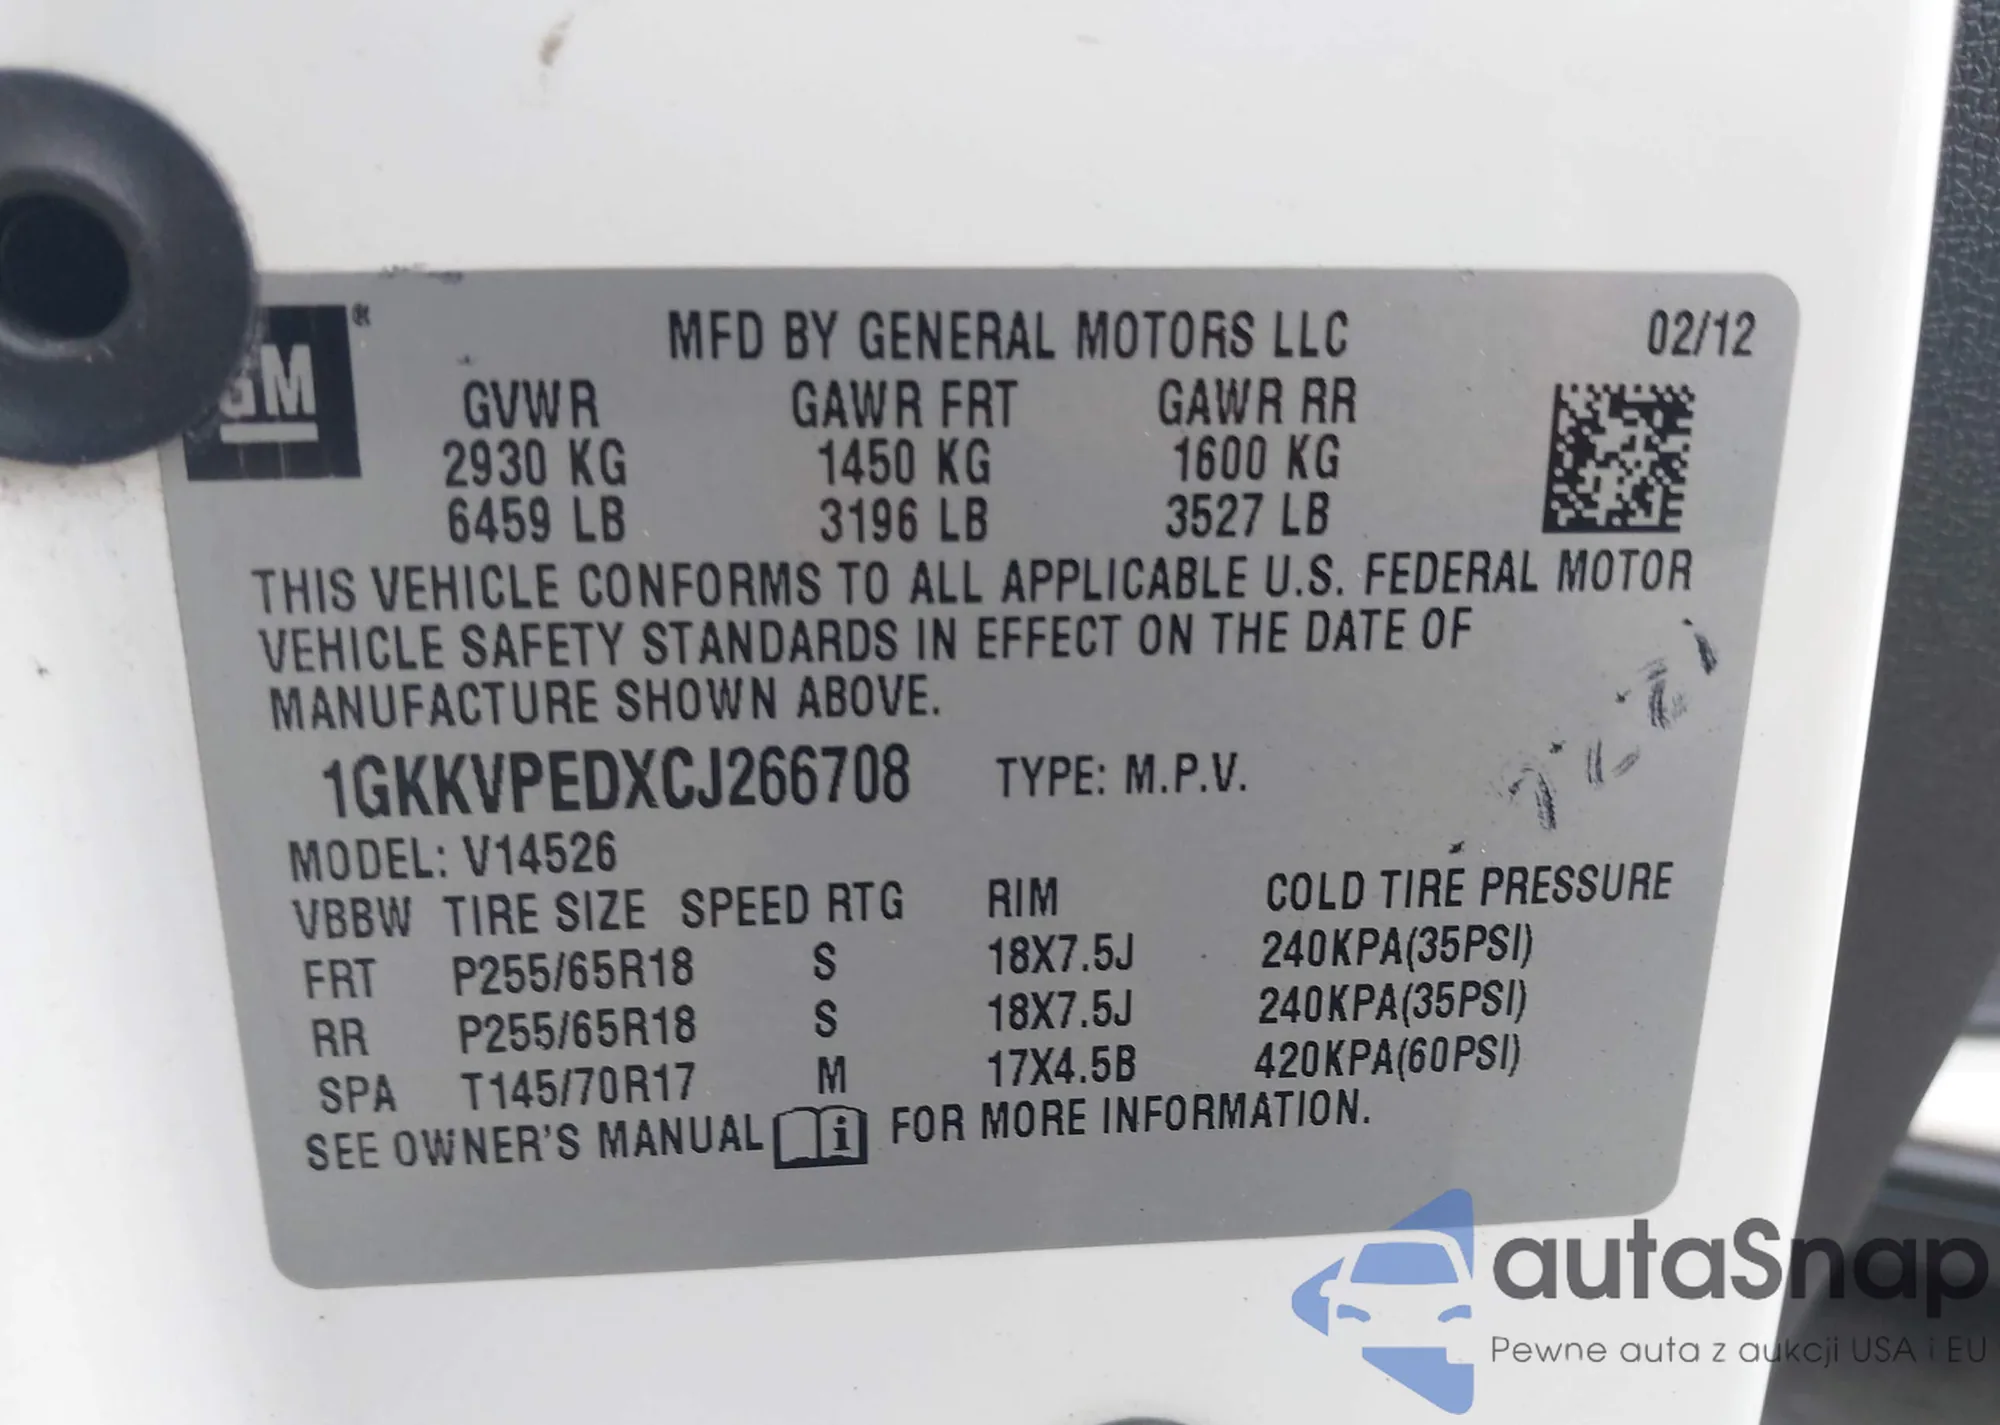 GM®
MFD BY GENERAL MOTORS LLC 02/12
GVWR GAWR FRT GAWR RR
2930 KG 1450 KG 1600 KG
6459 LB 3196 LB 3527 LB
THIS VEHICLE CONFORMS TO ALL APPLICABLE U.S. FEDERAL MOTOR
VEHICLE SAFETY STANDARDS IN EFFECT ON THE DATE OF
MANUFACTURE SHOWN ABOVE.
1GKKVPEDXCJ266708 TYPE: M.P.V.
MODEL: V14526
VBBW TIRE SIZE SPEED RTG RIM COLD TIRE PRESSURE
FRT P255/65R18 S 18X7.5J 240KPA(35PSI)
RR P255/65R18 S 18X7.5J 240KPA(35PSI)
SPA T145/70R17 M 17X4.5B 420KPA(60PSI)
SEE OWNER'S MANUAL i FOR MORE INFORMATION.
autaSnap
Pewne auta z aukcji USA i EU